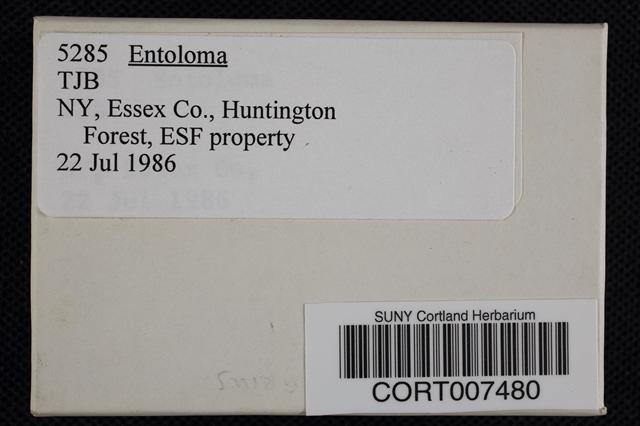 5285 Entoloma
TJB
NY, Essex Co., Huntington
Forest, ESF property
22 Jul 1986
SUNY Cortland Herbarium
CORT007480